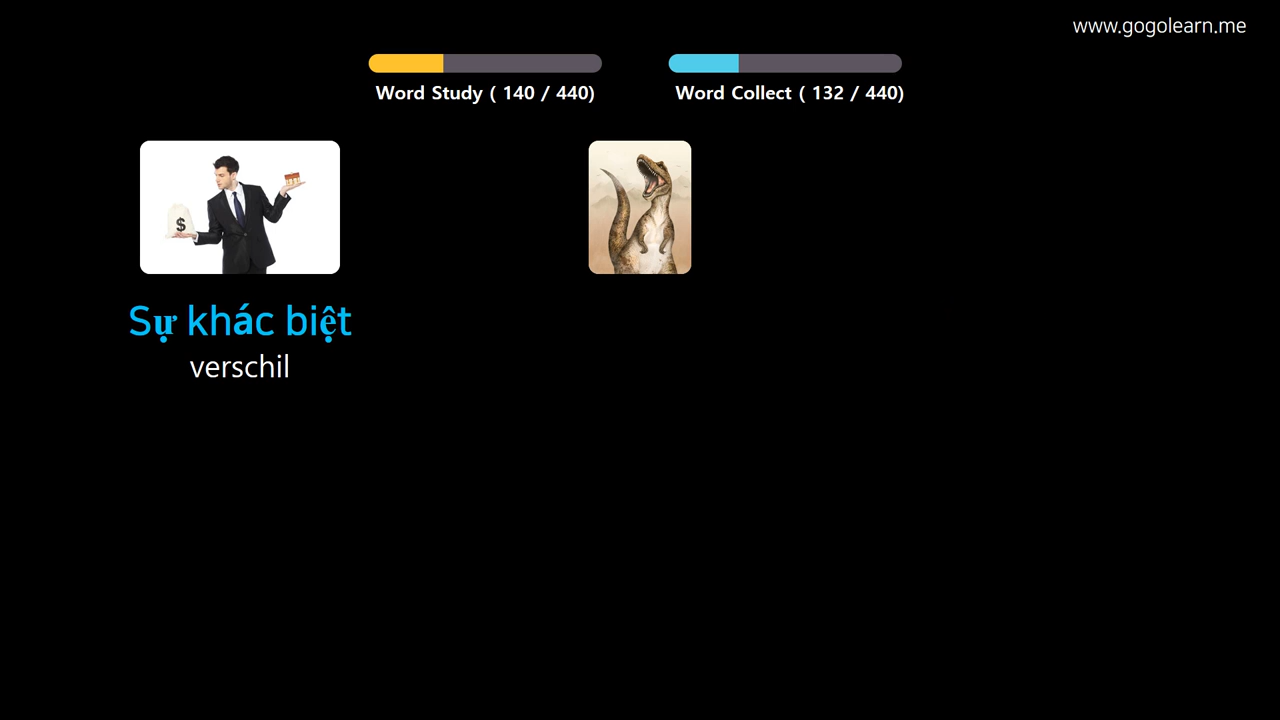 www.gogolearn.me
Word Study ( 140 / 440)
Word Collect ( 132 / 440)
$
Sự khác biệt
verschil